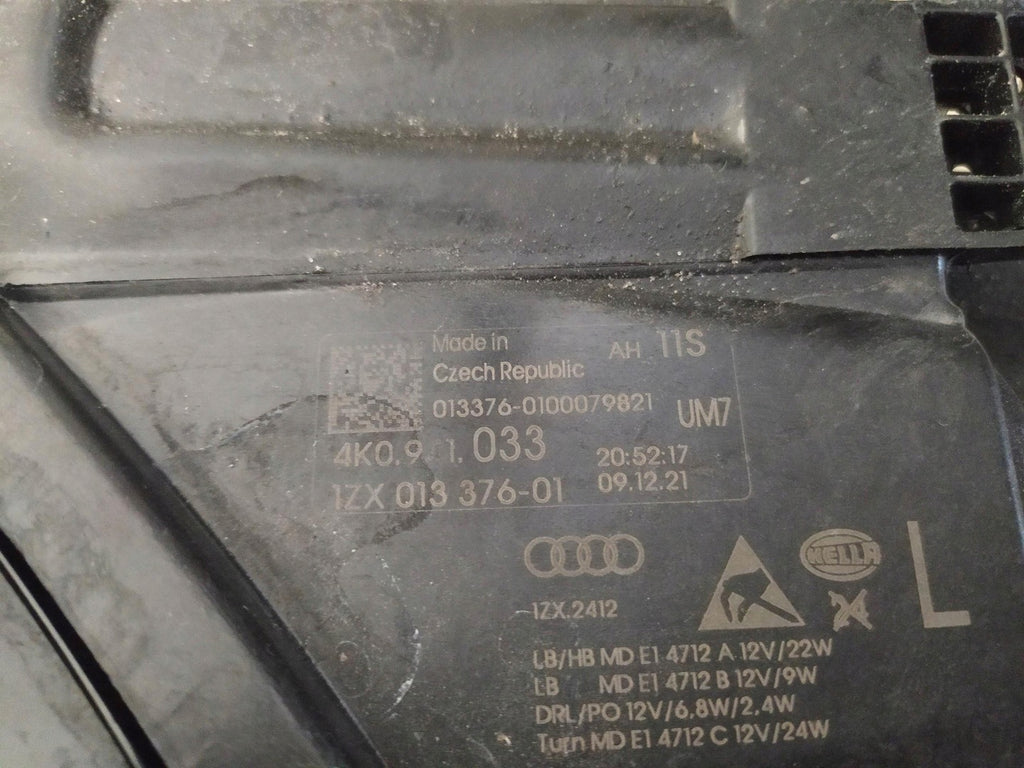 Made in
AH 11S
Czech Republic
013376-0100079821
UM7
033
20:52:17
1ZX 013 376-01
09.12.21
HELLA
L
1ZX.2412
LB/HB MD E1 4712 A 12V/22W
LB MD E1 4712 B 12V/9W
DRL/PO 12V/6.8W/2.4W
Turn MD E1 4712 C 12V/24W